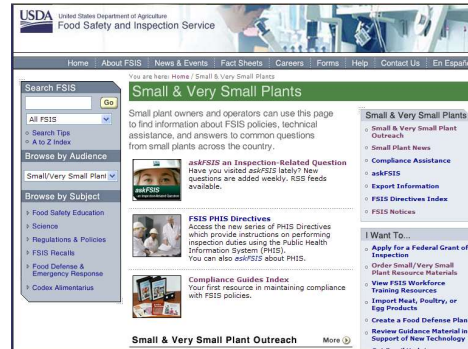 USDA
United States Department of Agriculture
Food Safety and Inspection Service
Home About FSIS News & Events Fact Sheets Careers Forms Help Contact Us En Españ
You are here: Home / Small & Very Small Plants
Search FSIS
Go
All FSIS
Search Tips
A to Z Index
Browse by Audience
Small/Very Small Plant
Browse by Subject
Food Safety Education
Science
Regulations & Policies
FSIS Recalls
Food Defense &
Emergency Response
Codex Alimentarius
Small & Very Small Plants
Small plant owners and operators can use this page
to find information about FSIS policies, technical
assistance, and answers to common questions
from small plants across the country.
askFSIS
askFSIS an Inspection-Related Question
Have you visited askFSIS lately? New
questions are added weekly. RSS feeds
available.
FSIS PHIS Directives
Access the new series of PHIS Directives
which provide instructions on performing
inspection duties using the Public Health
Information System (PHIS).
You can also askFSIS about PHIS.
Compliance Guides Index
Your first resource in maintaining compliance
with FSIS policies.
Small & Very Small Plant Outreach More
Small & Very Small Plants
Small & Very Small Plant
Outreach
Small Plant News
Compliance Assistance
askFSIS
Export Information
FSIS Directives Index
FSIS Notices
I Want To...
Apply for a Federal Grant of
Inspection
Order Small/Very Small
Plant Resource Materials
View FSIS Workforce
Training Resources
Import Meat, Poultry, or
Egg Products
Create a Food Defense Plan
Review Guidance Material in
Support of New Technology